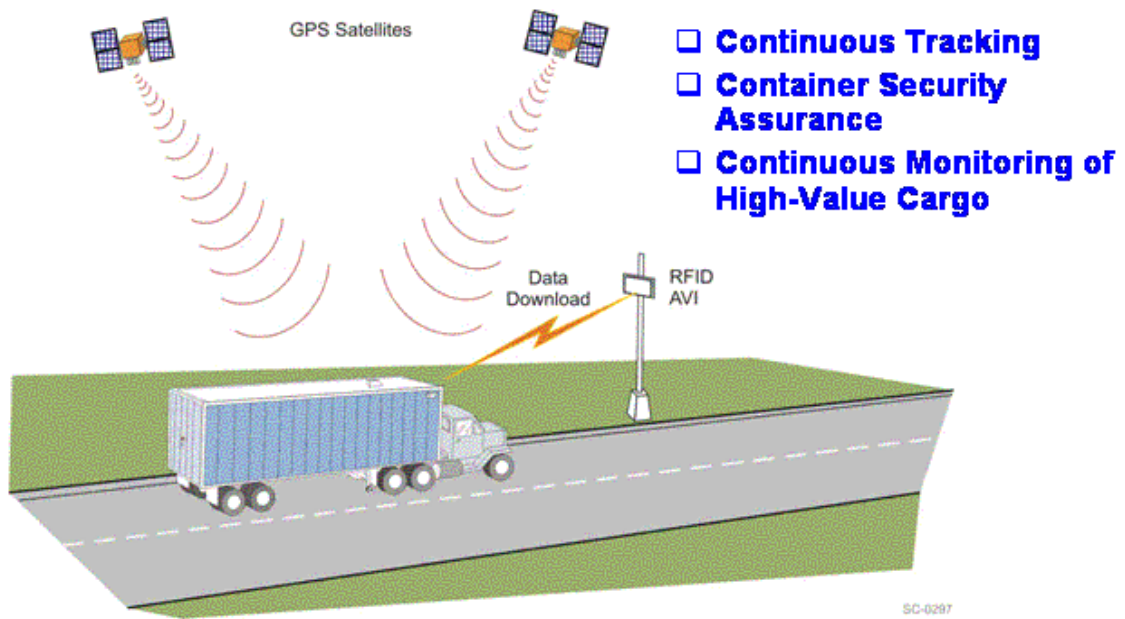 GPS Satellites
❑ Continuous Tracking
❑ Container Security
Assurance
❑ Continuous Monitoring of
High-Value Cargo
Data
Download
RFID
AVI
SC-0297